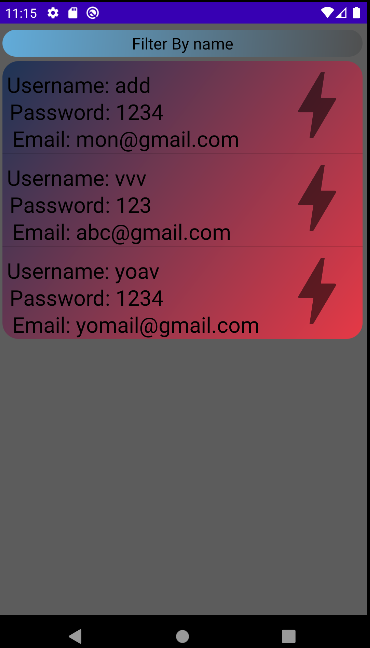 11:15
Filter By name
Username: add
Password: 1234
Email: mon@gmail.com
Username: vvv
Password: 123
Email: abc@gmail.com
Username: yoav
Password: 1234
Email: yomail@gmail.com